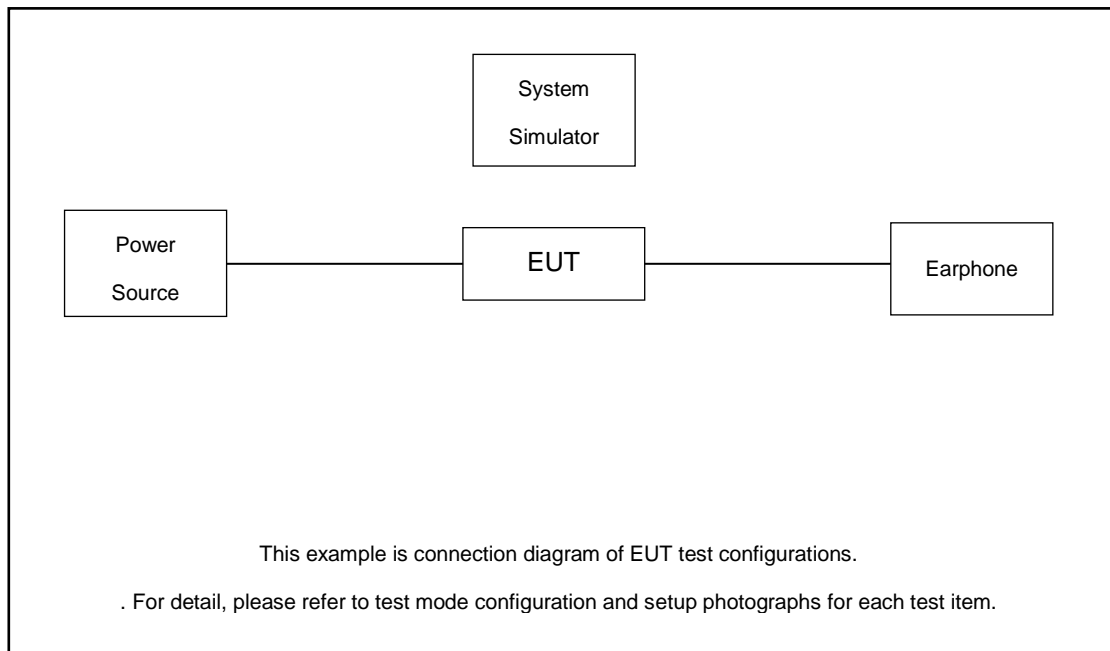 System
Simulator
Power
Source
EUT
Earphone
This example is connection diagram of EUT test configurations.
. For detail, please refer to test mode configuration and setup photographs for each test item.